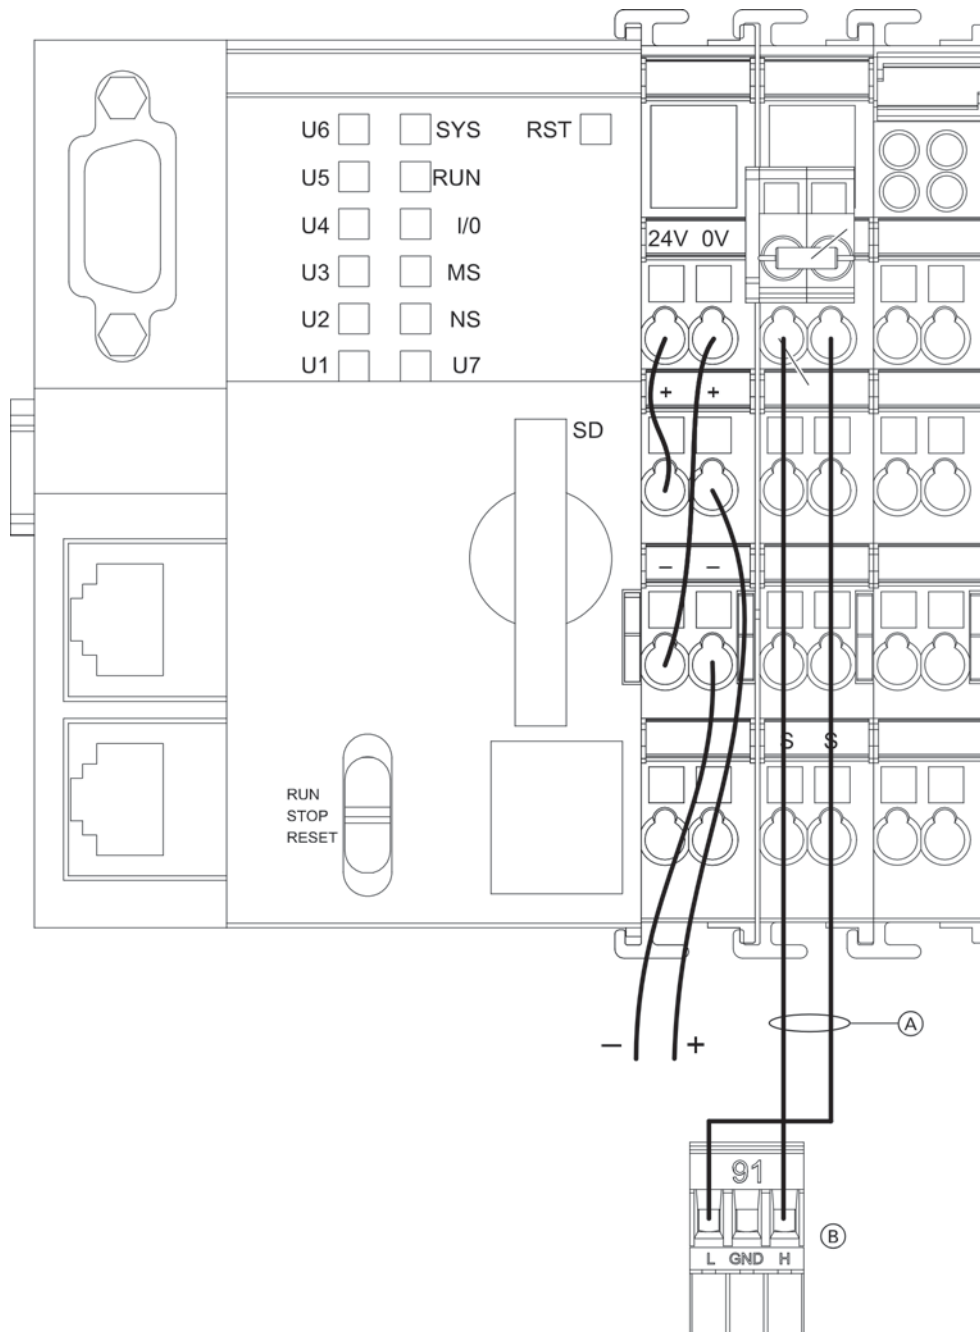 U6 SYS RST
U5 RUN
U4 I/0
U3 MS
U2 NS
U1 U7
24V 0V
+ +
SD
– –
S S
RUN
STOP
RESET
A
– +
91
B
L GND H